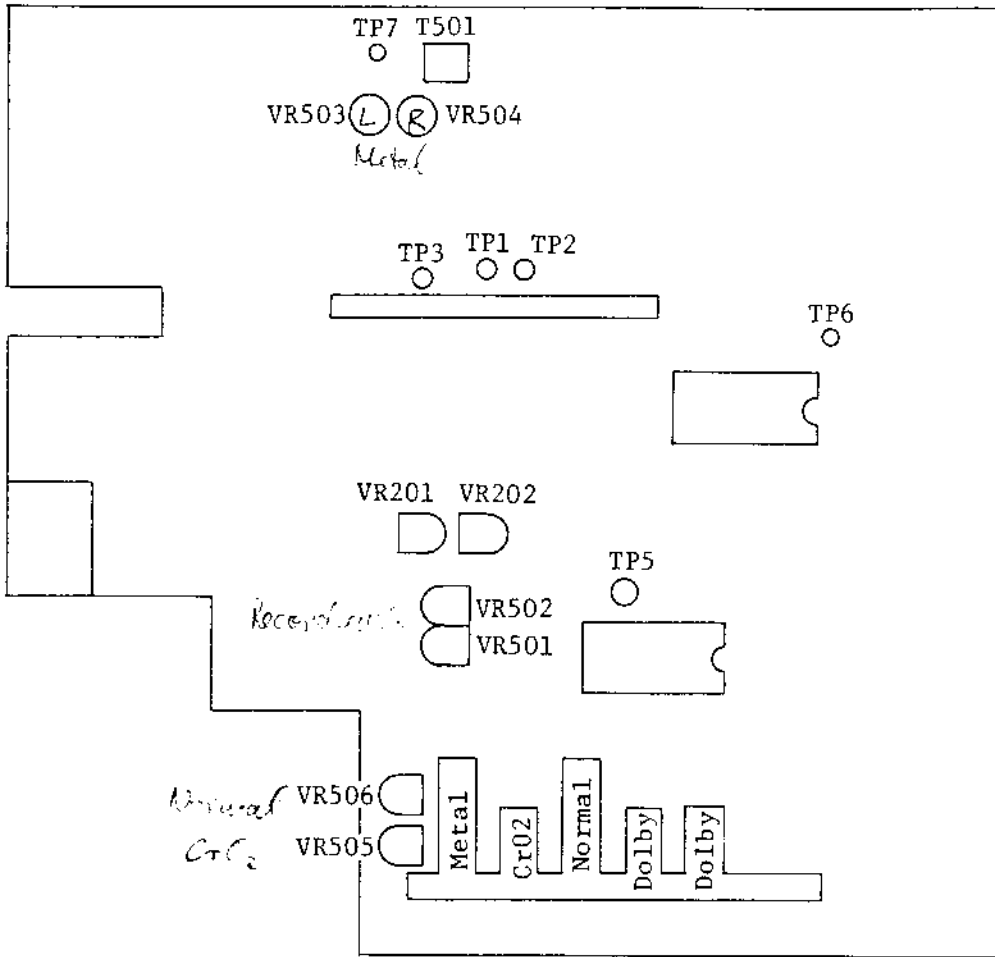 TP7 T501
VR503 L R VR504
Metal
TP3 TP1 TP2
TP6
VR201 VR202
TP5
VR502
VR501
Normal VR506
CrO2 VR505
Metal
CrO2
Normal
Dolby
Dolby